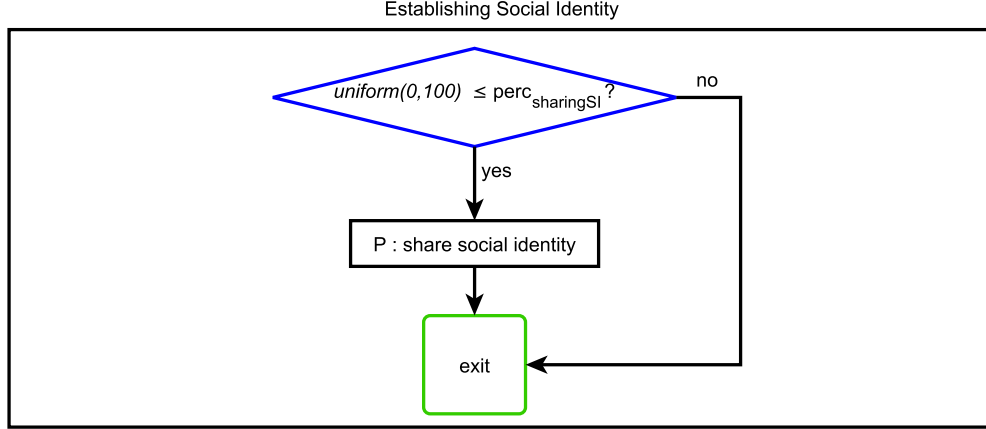 Establishing Social Identity
uniform(0,100) ≤ perc_sharingSI ?
no
yes
P : share social identity
exit